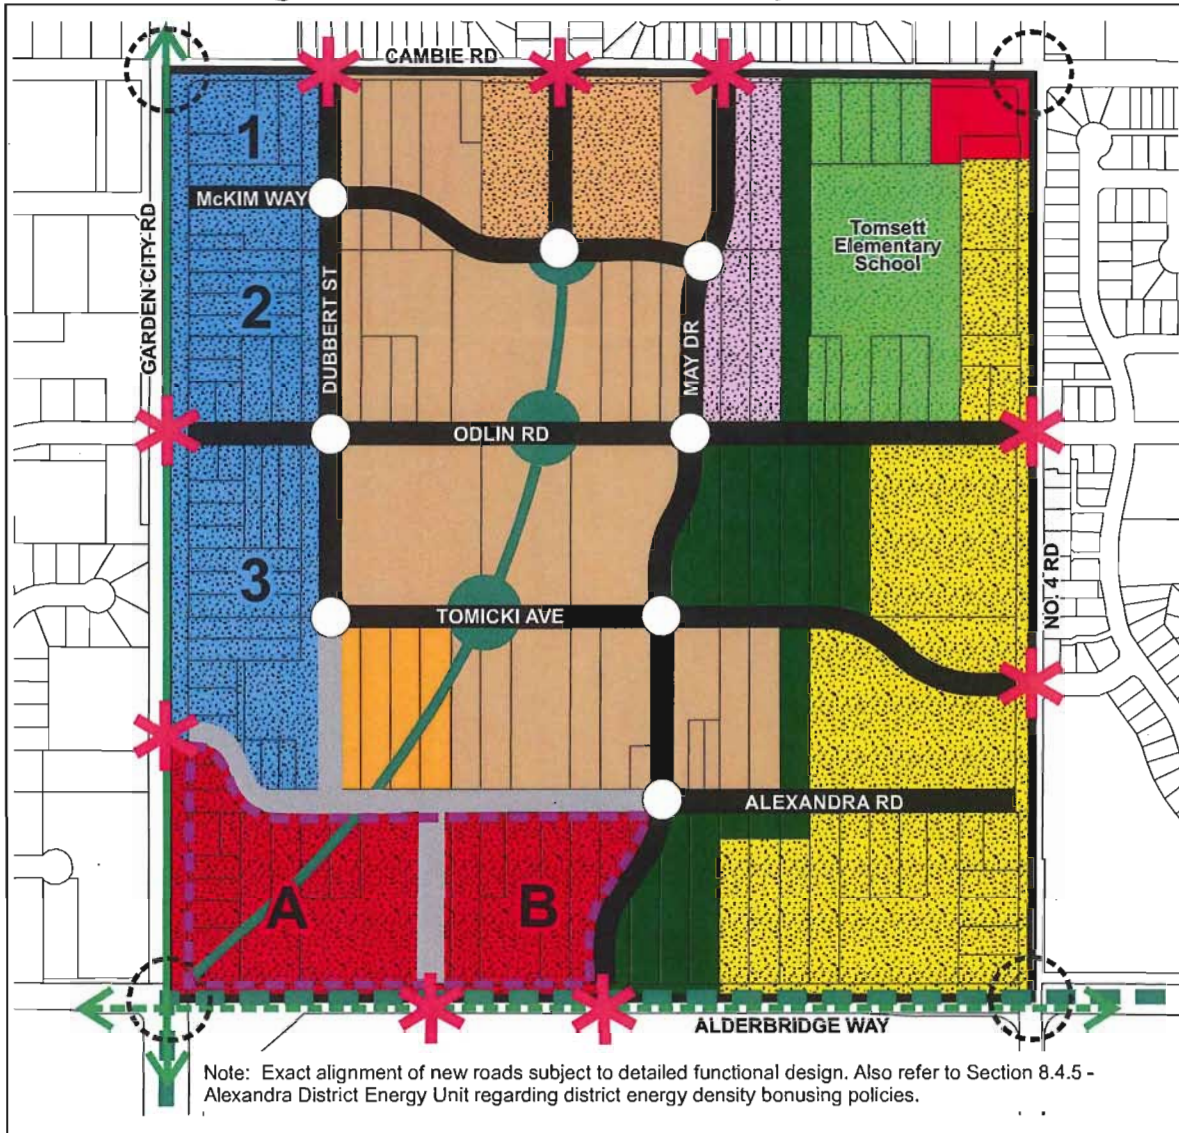 CAMBIE RD
1
McKIM WAY
GARDEN CITY RD
2
DUBBERT ST
MAY DR
Tomsett
Elementary
School
ODLIN RD
3
TOMICKI AVE
NO. 4 RD
ALEXANDRA RD
A
B
ALDERBRIDGE WAY
Note: Exact alignment of new roads subject to detailed functional design. Also refer to Section 8.4.5 -
Alexandra District Energy Unit regarding district energy density bonusing policies.